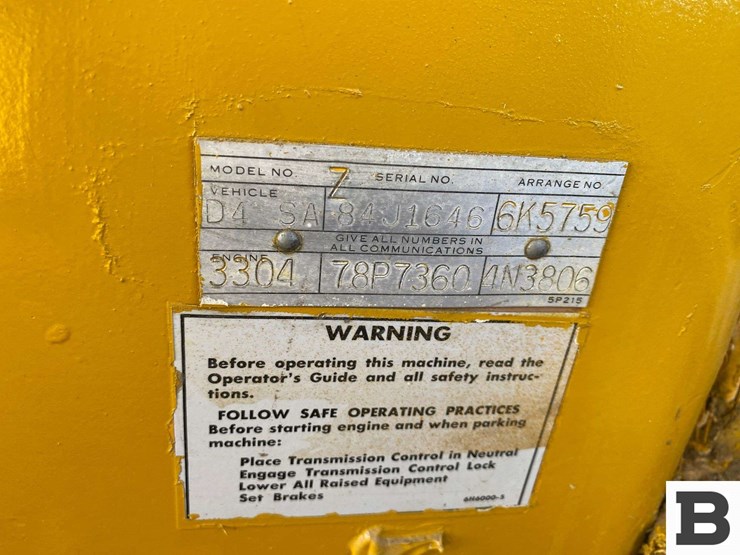 MODEL NO. Z SERIAL NO. ARRANGE NO.
VEHICLE
D4 SA 84J1646 6K5759
GIVE ALL NUMBERS IN
ALL COMMUNICATIONS
ENGINE
3304 78P7360 4N3806
5P215
WARNING
Before operating this machine, read the
Operator's Guide and all safety instruc-
tions.
FOLLOW SAFE OPERATING PRACTICES
Before starting engine and when parking
machine:
Place Transmission Control in Neutral
Engage Transmission Control Lock
Lower All Raised Equipment
Set Brakes
6H6000-3
B